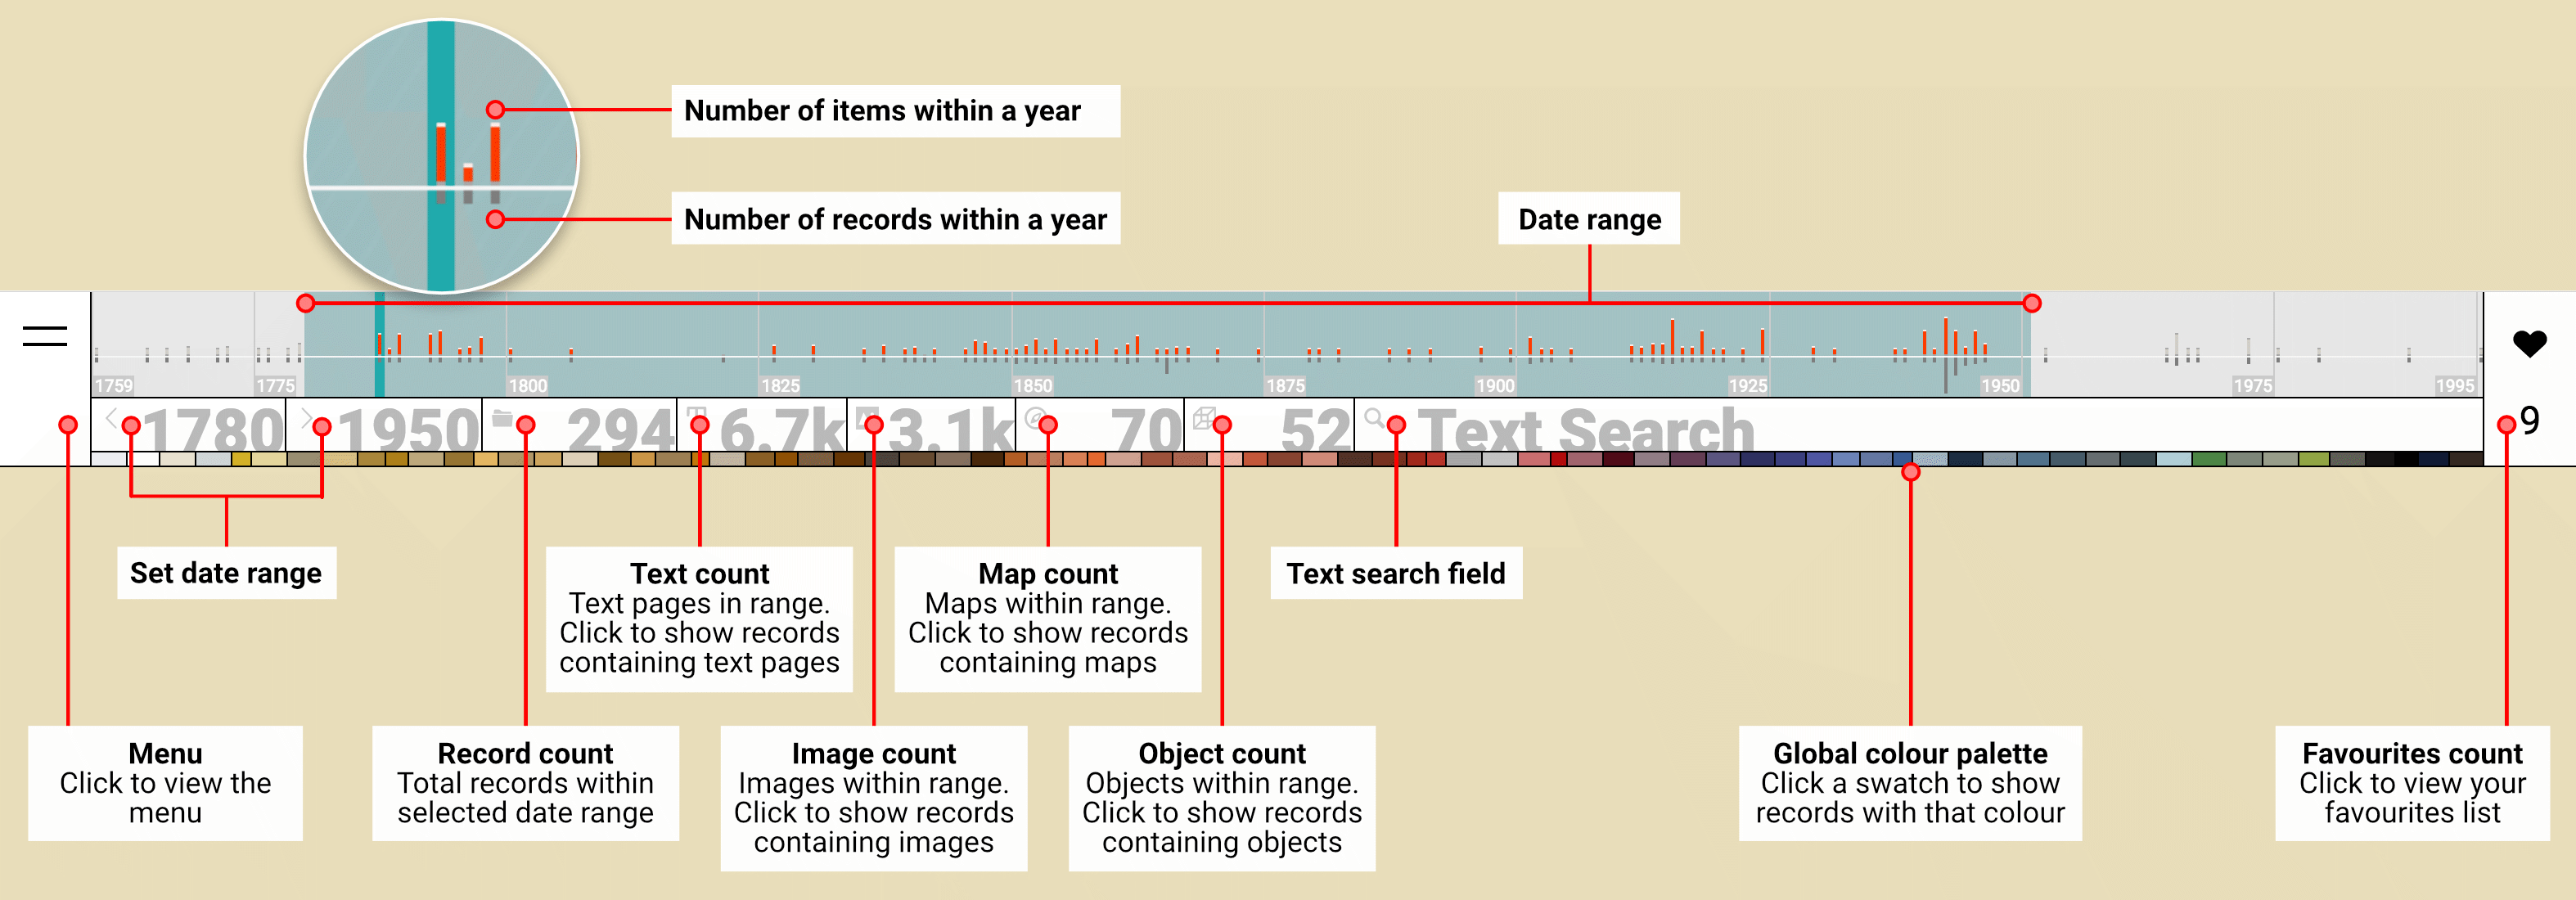 Number of items within a year
Number of records within a year
Date range
1759
1775
1800
1825
1850
1875
1900
1925
1950
1975
1995
1780
1950
294
6.7k
3.1k
70
52
Text Search
9
Set date range
Text count
Text pages in range.
Click to show records
containing text pages
Map count
Maps within range.
Click to show records
containing maps
Text search field
Menu
Click to view the
menu
Record count
Total records within
selected date range
Image count
Images within range.
Click to show records
containing images
Object count
Objects within range.
Click to show records
containing objects
Global colour palette
Click a swatch to show
records with that colour
Favourites count
Click to view your
favourites list